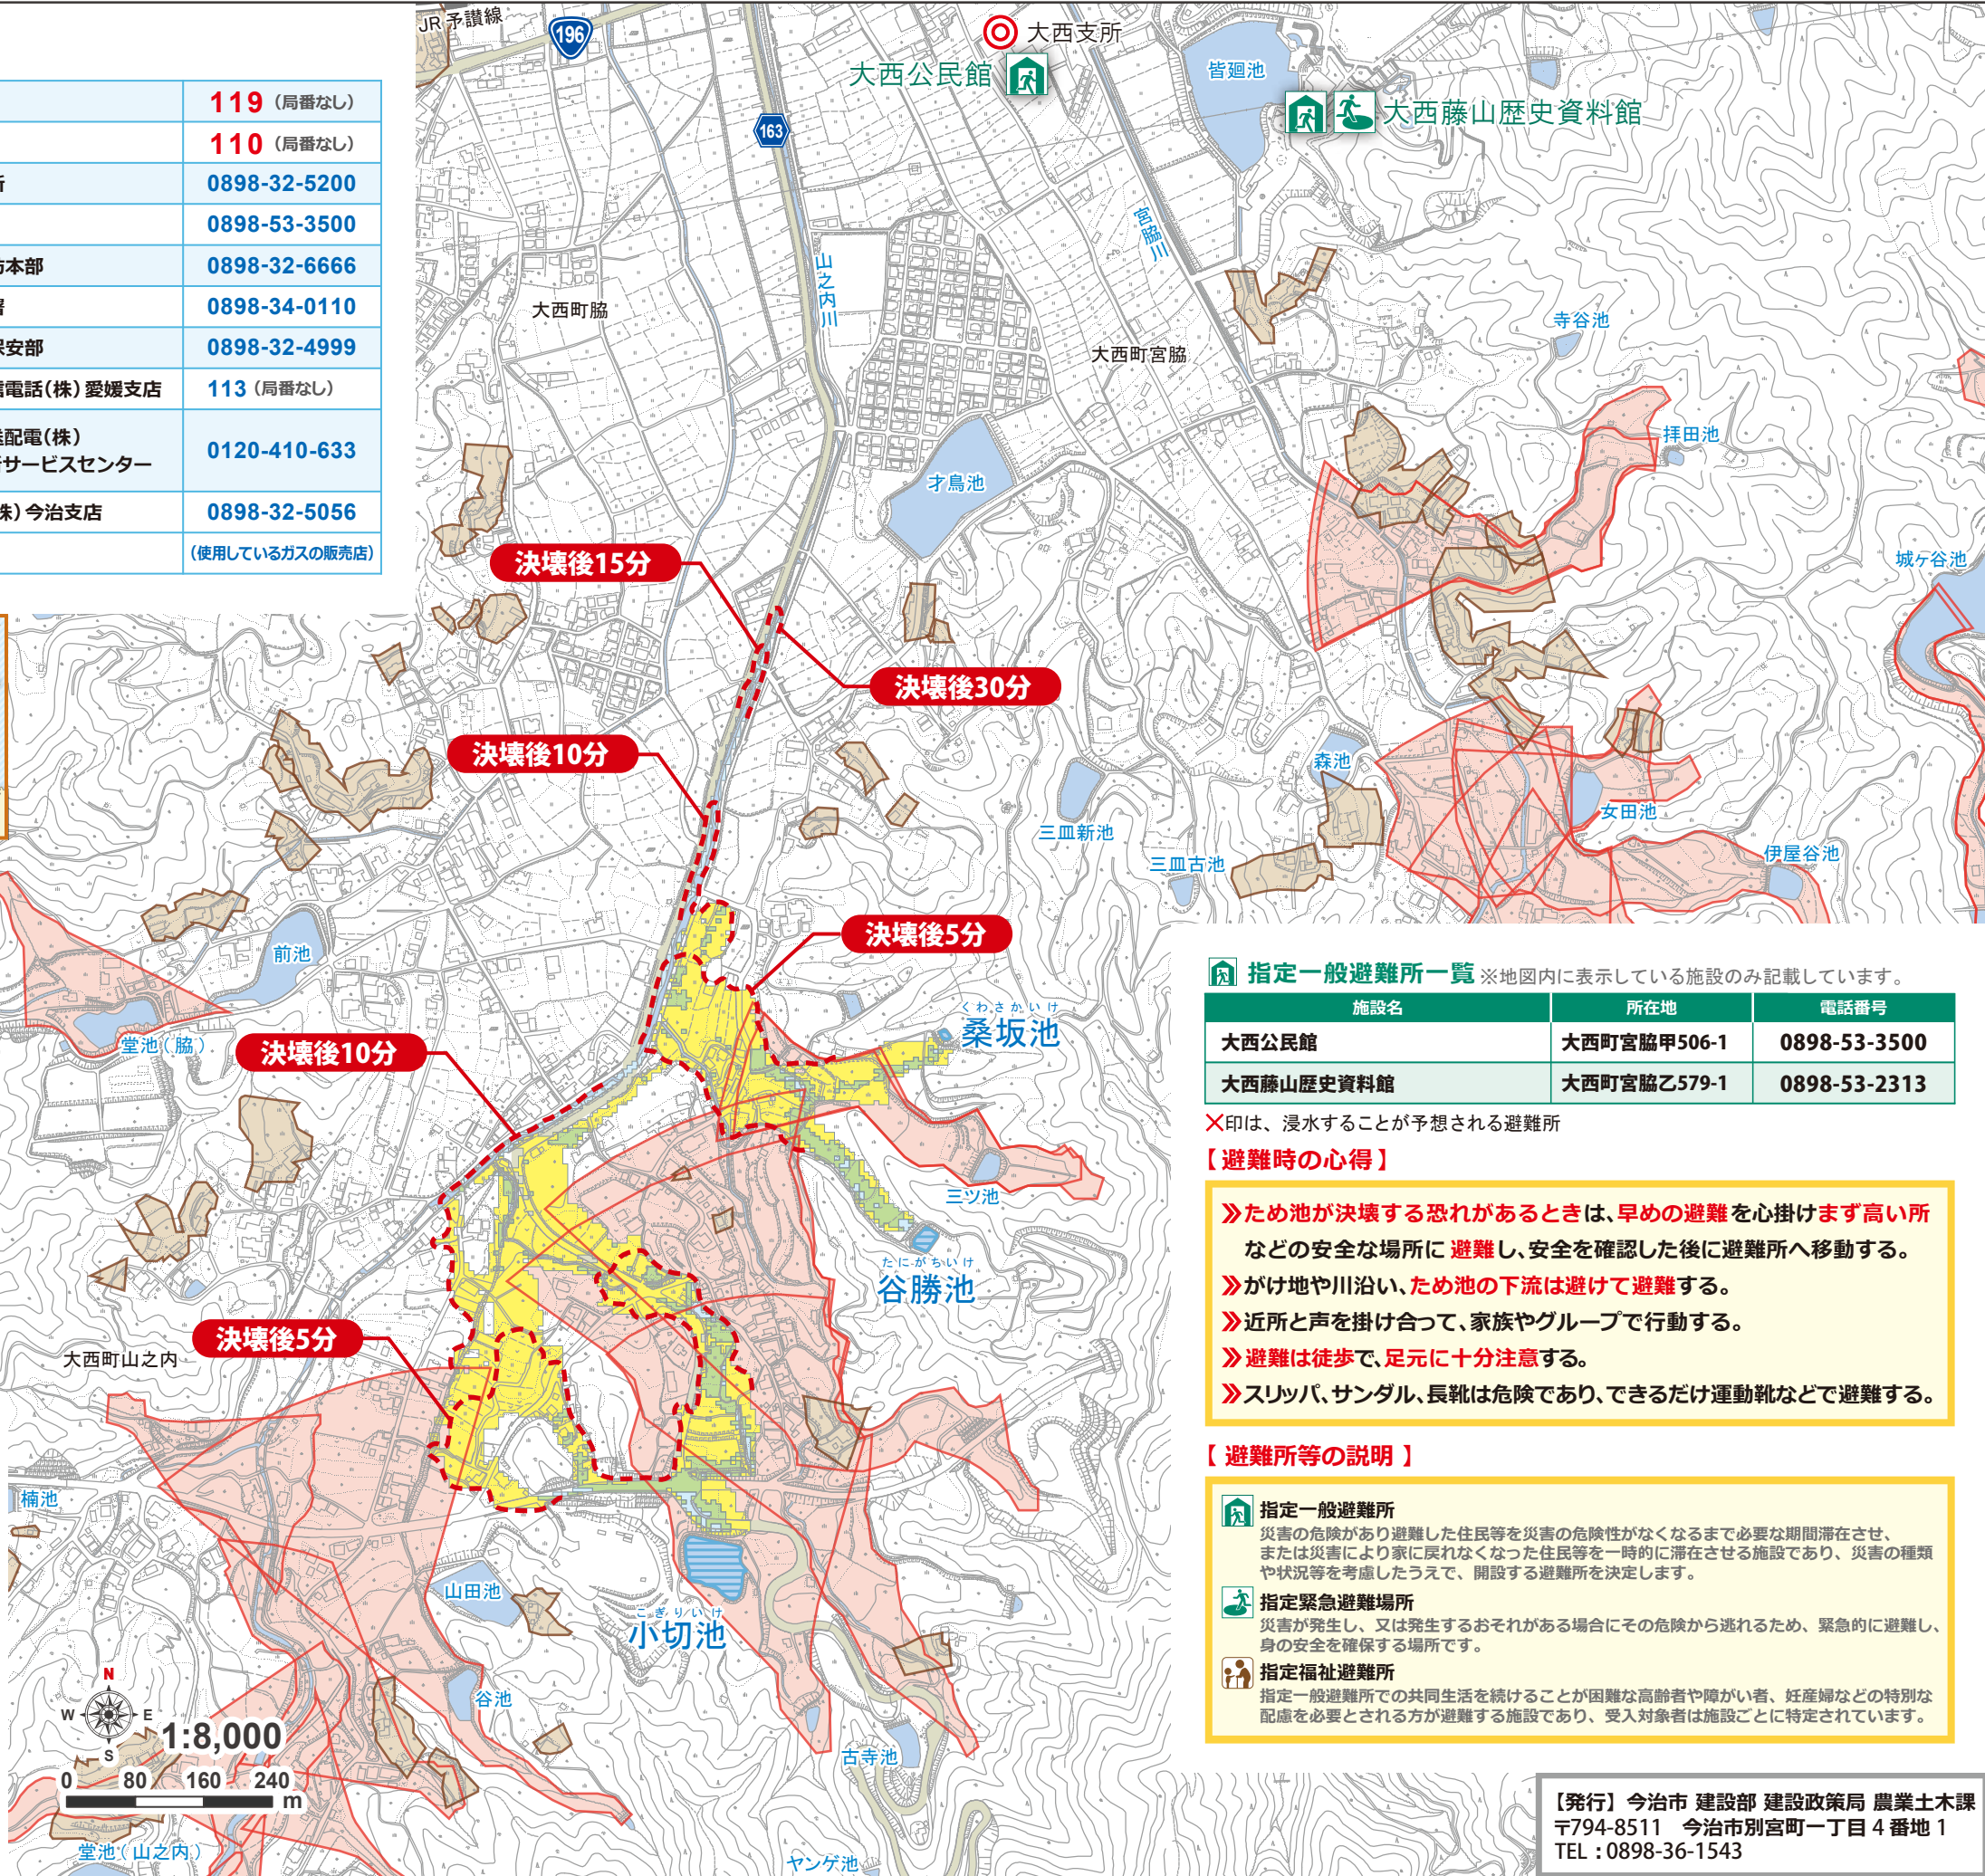 119（局番なし）
110（局番なし）
所 0898-32-5200
0898-53-3500
防本部 0898-32-6666
署 0898-34-0110
保安部 0898-32-4999
信電話(株)愛媛支店 113（局番なし）
送配電(株)
サービスセンター
0120-410-633
(株)今治支店 0898-32-5056
(使用しているガスの販売店)
JR予讃線
196
163
大西支所
大西公民館
皆廻池
大西藤山歴史資料館
宮脇川
山之内川
大西町脇
大西町宮脇
寺谷池
拝田池
才鳥池
城ヶ谷池
決壊後15分
決壊後30分
決壊後10分
森池
女田池
三皿新池
三皿古池
伊屋谷池
決壊後5分
前池
くわさかいけ
桑坂池
堂池（脇）
決壊後10分
三ツ池
たにがちいけ
谷勝池
決壊後5分
大西町山之内
楠池
山田池
こぎりいけ
小切池
谷池
古寺池
堂池（山之内）
ヤンゲ池
N
W E
S
1:8,000
0 80 160 240
m
指定一般避難所一覧 ※地図内に表示している施設のみ記載しています。
施設名 所在地 電話番号
大西公民館 大西町宮脇甲506-1 0898-53-3500
大西藤山歴史資料館 大西町宮脇乙579-1 0898-53-2313
×印は、浸水することが予想される避難所
【避難時の心得】
≫ため池が決壊する恐れがあるときは、早めの避難を心掛けまず高い所
などの安全な場所に避難し、安全を確認した後に避難所へ移動する。
≫がけ地や川沿い、ため池の下流は避けて避難する。
≫近所と声を掛け合って、家族やグループで行動する。
≫避難は徒歩で、足元に十分注意する。
≫スリッパ、サンダル、長靴は危険であり、できるだけ運動靴などで避難する。
【避難所等の説明】
指定一般避難所
災害の危険があり避難した住民等を災害の危険性がなくなるまで必要な期間滞在させ、
または災害により家に戻れなくなった住民等を一時的に滞在させる施設であり、災害の種類
や状況等を考慮したうえで、開設する避難所を決定します。
指定緊急避難場所
災害が発生し、又は発生するおそれがある場合にその危険から逃れるため、緊急的に避難し、
身の安全を確保する場所です。
指定福祉避難所
指定一般避難所での共同生活を続けることが困難な高齢者や障がい者、妊産婦などの特別な
配慮を必要とされる方が避難する施設であり、受入対象者は施設ごとに特定されています。
【発行】今治市 建設部 建設政策局 農業土木課
〒794-8511 今治市別宮町一丁目4番地1
TEL：0898-36-1543